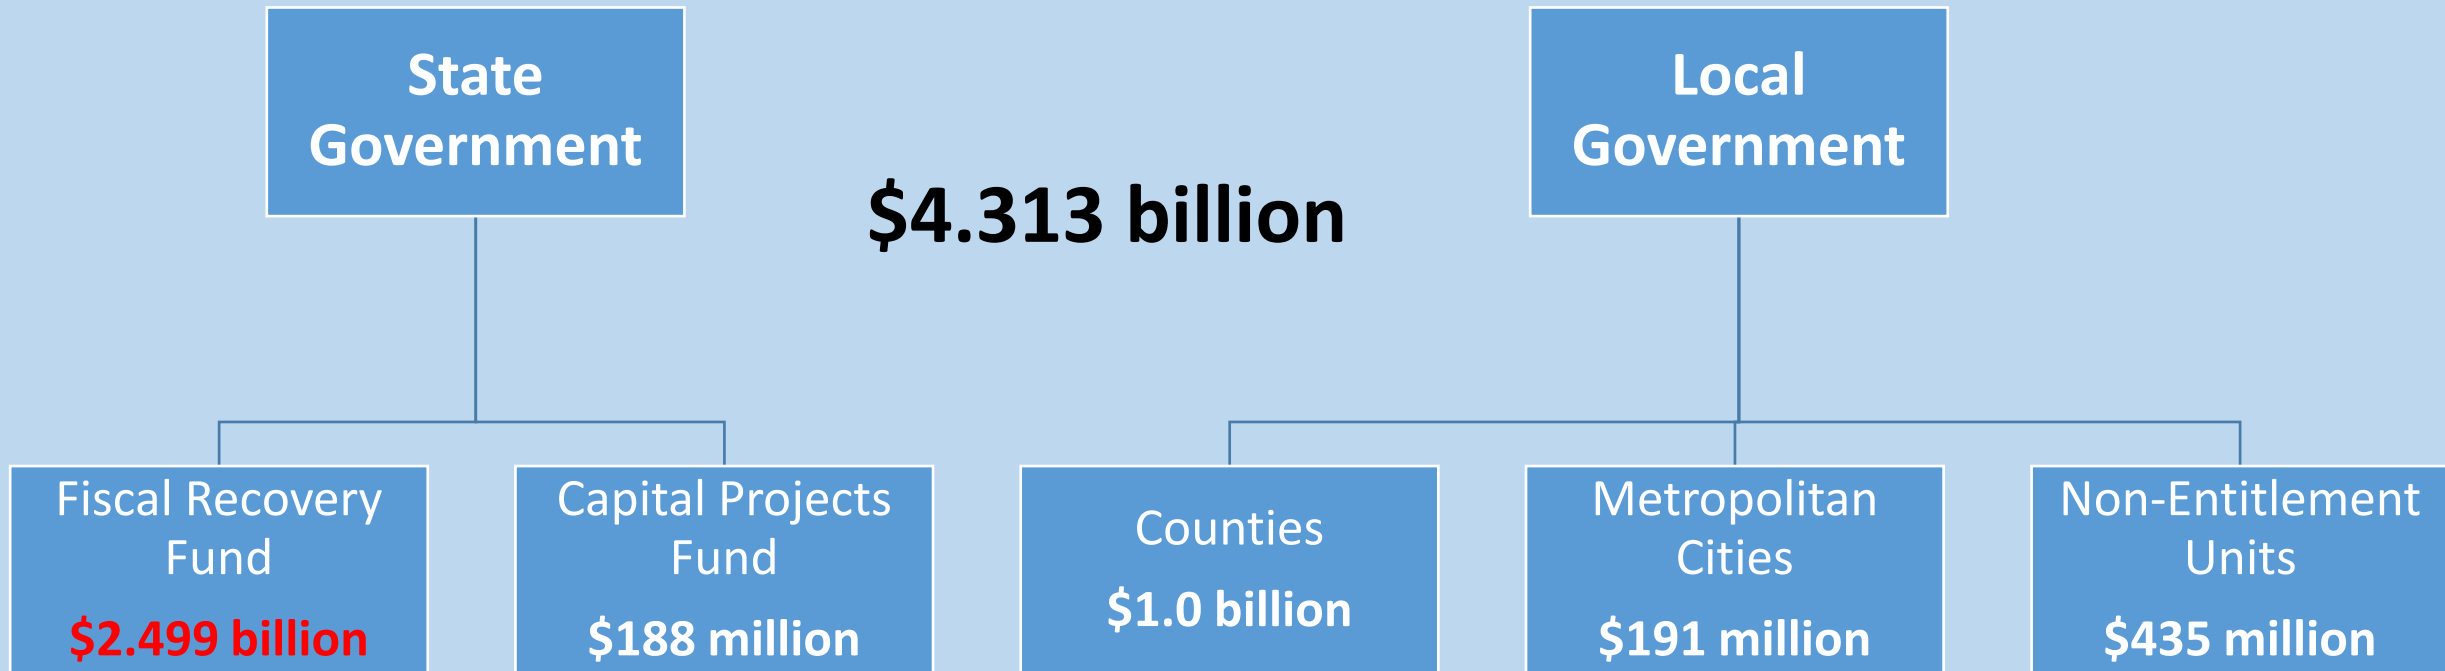 State
Government
Local
Government
$4.313 billion
Fiscal Recovery
Fund
$2.499 billion
Capital Projects
Fund
$188 million
Counties
$1.0 billion
Metropolitan
Cities
$191 million
Non-Entitlement
Units
$435 million